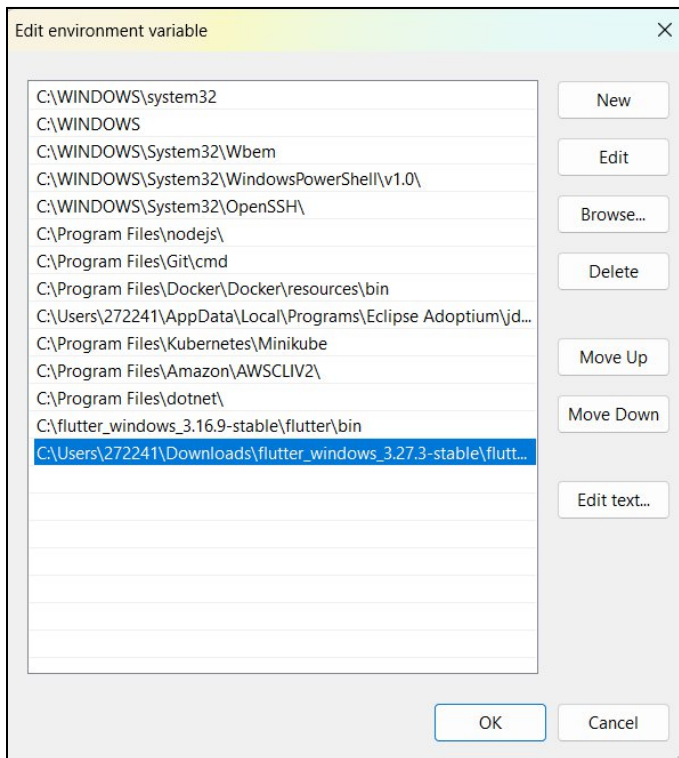 Edit environment variable
C:\WINDOWS\system32
C:\WINDOWS
C:\WINDOWS\System32\Wbem
C:\WINDOWS\System32\WindowsPowerShell\v1.0\
C:\WINDOWS\System32\OpenSSH\
C:\Program Files\nodejs\
C:\Program Files\Git\cmd
C:\Program Files\Docker\Docker\resources\bin
C:\Users\272241\AppData\Local\Programs\Eclipse Adoptium\jd...
C:\Program Files\Kubernetes\Minikube
C:\Program Files\Amazon\AWSCLIV2\
C:\Program Files\dotnet\
C:\flutter_windows_3.16.9-stable\flutter\bin
C:\Users\272241\Downloads\flutter_windows_3.27.3-stable\flutt...
New
Edit
Browse...
Delete
Move Up
Move Down
Edit text...
OK
Cancel